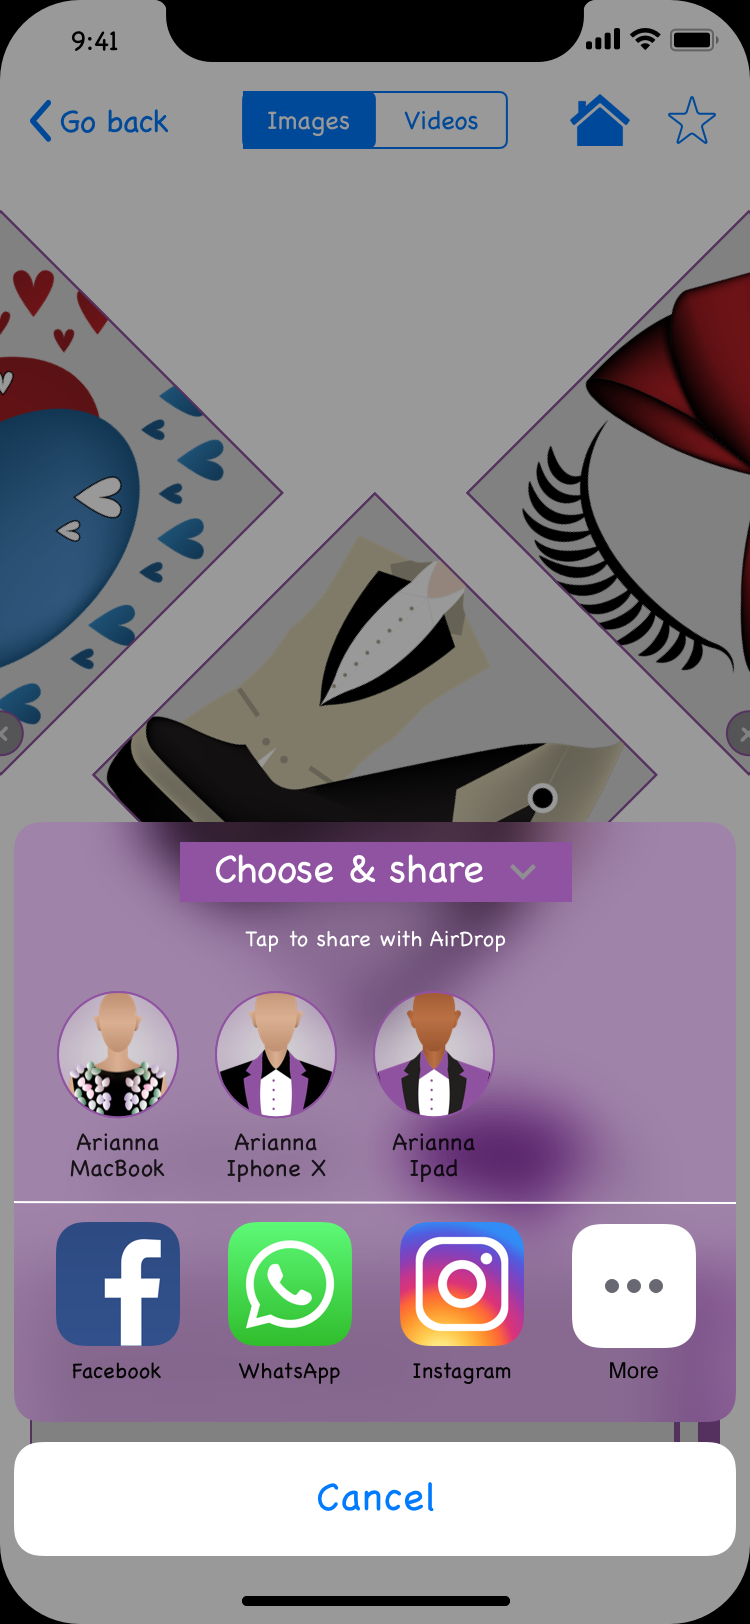 9:41
Go back
Images
Videos
Choose & share
Tap to share with AirDrop
Arianna
MacBook
Arianna
Iphone X
Arianna
Ipad
Facebook
WhatsApp
Instagram
More
Cancel